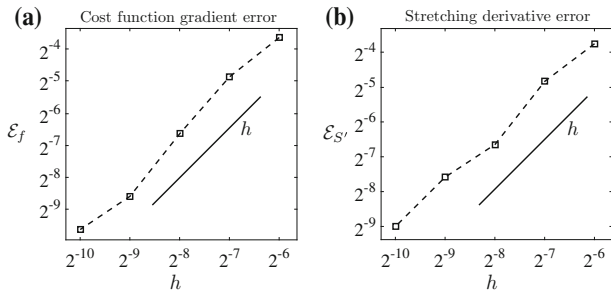 (a) Cost function gradient error
2^-4
2^-5
2^-6
2^-7
2^-8
2^-9
ℰ_f
h
2^-10 2^-9 2^-8 2^-7 2^-6
h
(b) Stretching derivative error
2^-4
2^-5
2^-6
2^-7
2^-8
2^-9
ℰ_S′
h
2^-10 2^-9 2^-8 2^-7 2^-6
h